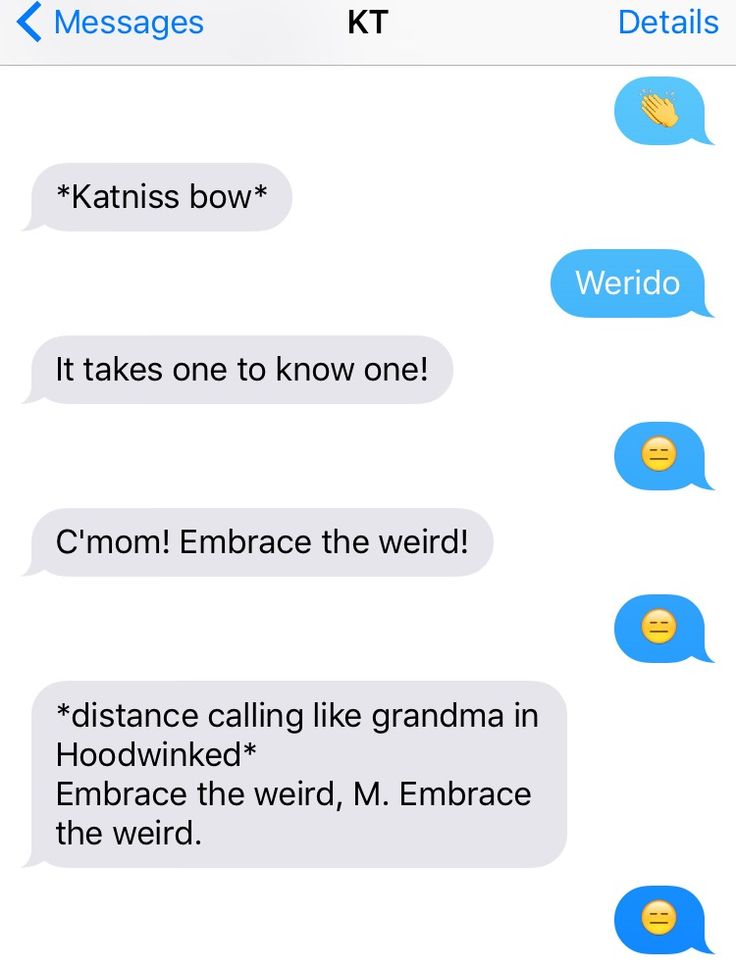 Messages KT Details
👏
*Katniss bow*
Werido
It takes one to know one!
😑
C'mom! Embrace the weird!
😑
*distance calling like grandma in
Hoodwinked*
Embrace the weird, M. Embrace
the weird.
😑